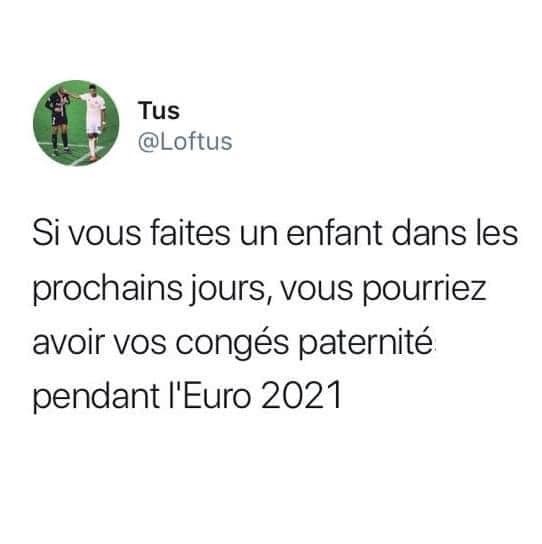 Tus
@Loftus
Si vous faites un enfant dans les
prochains jours, vous pourriez
avoir vos congés paternité
pendant l'Euro 2021